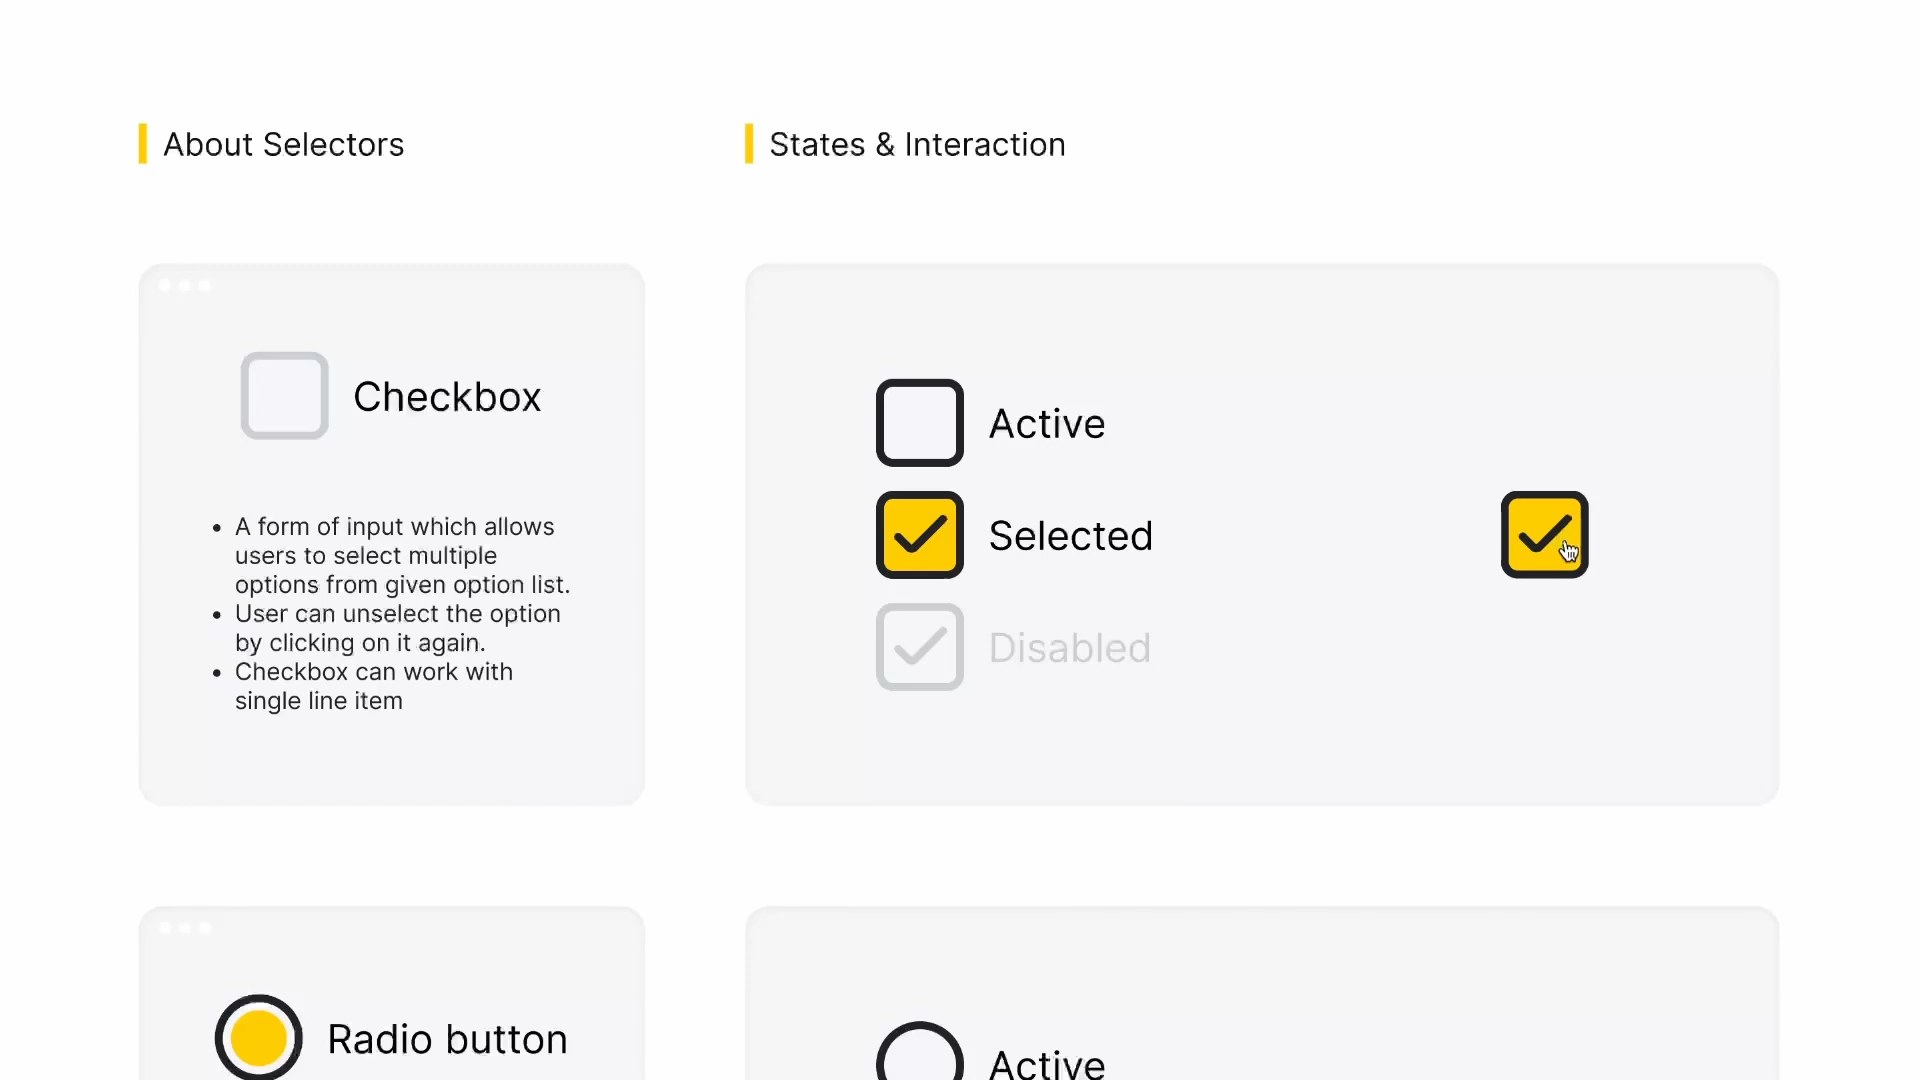 About Selectors
States & Interaction
Checkbox
• A form of input which allows
users to select multiple
options from given option list.
• User can unselect the option
by clicking on it again.
• Checkbox can work with
single line item
Active
Selected
Disabled
Radio button
Active